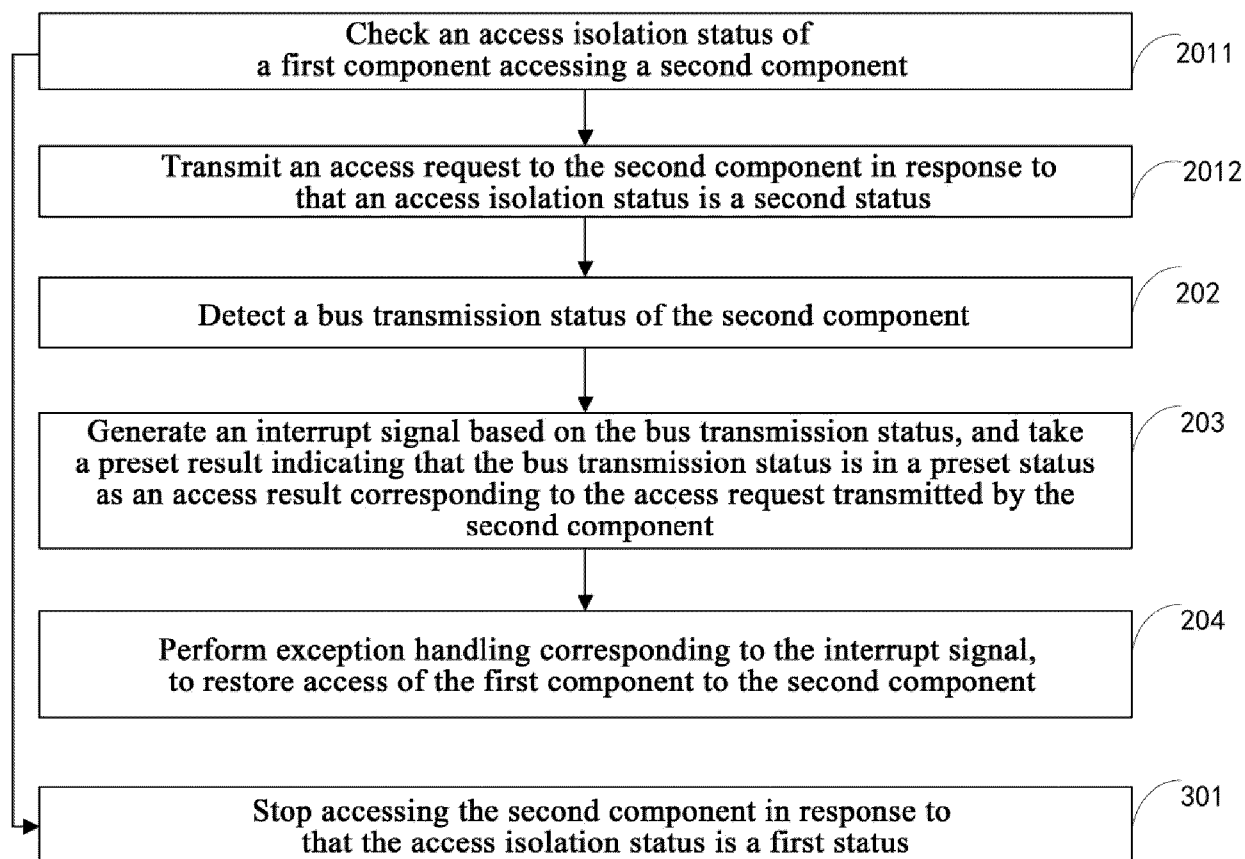 Check an access isolation status of
a first component accessing a second component
2011
Transmit an access request to the second component in response to
that an access isolation status is a second status
2012
Detect a bus transmission status of the second component
202
Generate an interrupt signal based on the bus transmission status, and take
a preset result indicating that the bus transmission status is in a preset status
as an access result corresponding to the access request transmitted by the
second component
203
Perform exception handling corresponding to the interrupt signal,
to restore access of the first component to the second component
204
Stop accessing the second component in response to
that the access isolation status is a first status
301